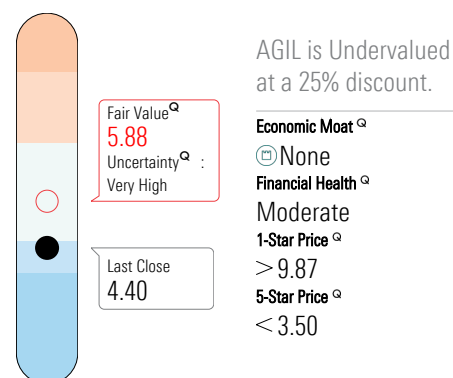 Fair Value Q
5.88
Uncertainty Q :
Very High
Last Close
4.40
AGIL is Undervalued
at a 25% discount.
Economic Moat Q
None
Financial Health Q
Moderate
1-Star Price Q
>9.87
5-Star Price Q
<3.50